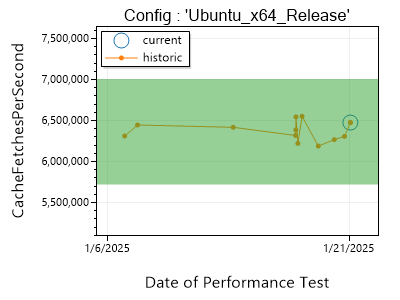 Config : 'Ubuntu_x64_Release'
current
historic
CacheFetchesPerSecond
7,500,000
7,000,000
6,500,000
6,000,000
5,500,000
1/6/2025
1/21/2025
Date of Performance Test